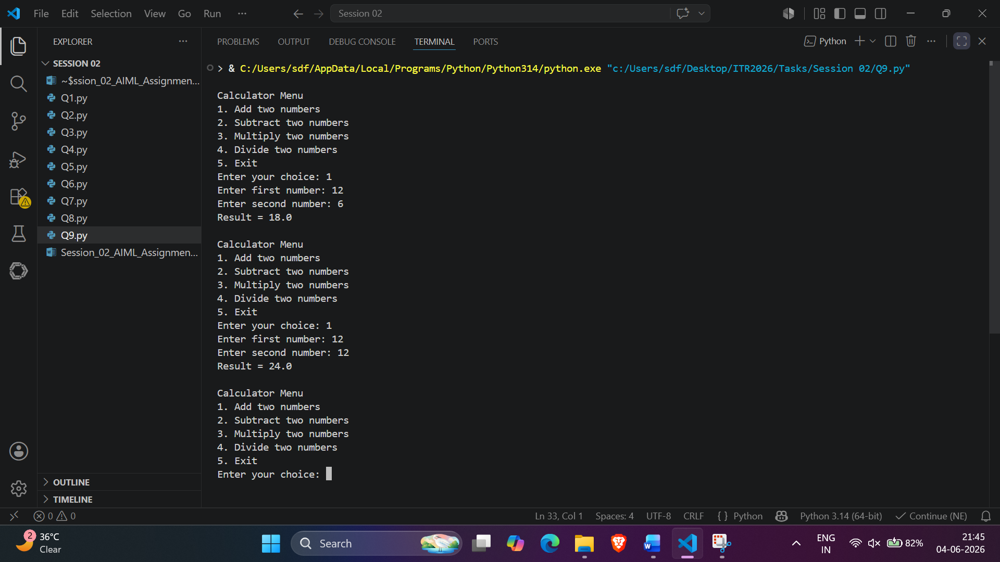 File Edit Selection View Go Run ···
Session 02
EXPLORER
SESSION 02
~$ssion_02_AIML_Assignmen...
Q1.py
Q2.py
Q3.py
Q4.py
Q5.py
Q6.py
Q7.py
Q8.py
Q9.py
Session_02_AIML_Assignmen...
OUTLINE
TIMELINE
PROBLEMS OUTPUT DEBUG CONSOLE TERMINAL PORTS
Python
> & C:/Users/sdf/AppData/Local/Programs/Python/Python314/python.exe "c:/Users/sdf/Desktop/ITR2026/Tasks/Session 02/Q9.py"
Calculator Menu
1. Add two numbers
2. Subtract two numbers
3. Multiply two numbers
4. Divide two numbers
5. Exit
Enter your choice: 1
Enter first number: 12
Enter second number: 6
Result = 18.0
Calculator Menu
1. Add two numbers
2. Subtract two numbers
3. Multiply two numbers
4. Divide two numbers
5. Exit
Enter your choice: 1
Enter first number: 12
Enter second number: 12
Result = 24.0
Calculator Menu
1. Add two numbers
2. Subtract two numbers
3. Multiply two numbers
4. Divide two numbers
5. Exit
Enter your choice:
0 0
Ln 33, Col 1 Spaces: 4 UTF-8 CRLF { } Python Python 3.14 (64-bit) Continue (NE)
2
36°C
Clear
Search
ENG
IN
82%
21:45
04-06-2026